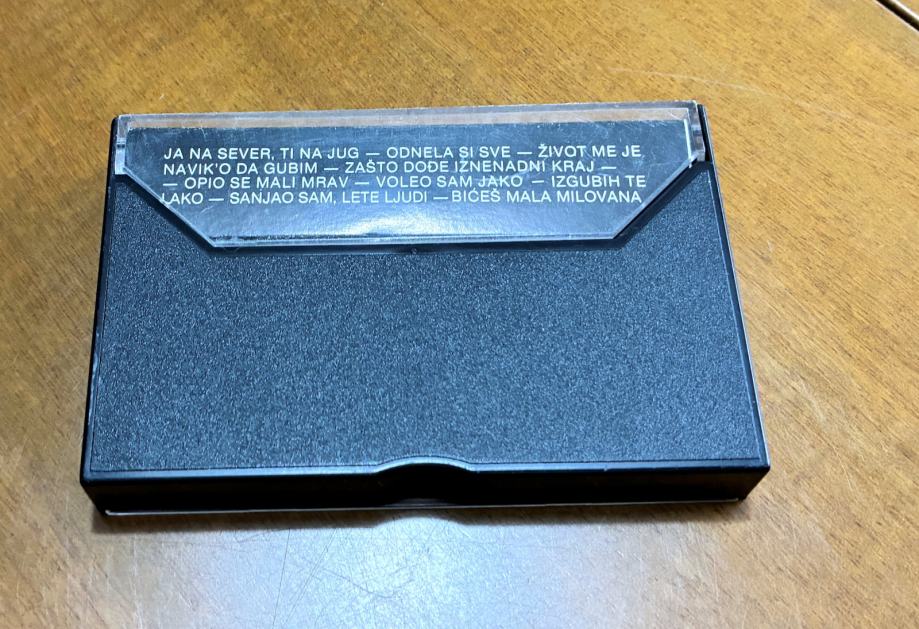 JA NA SEVER, TI NA JUG — ODNELA SI SVE — ŽIVOT ME JE
NAVIK'O DA GUBIM — ZAŠTO DOĐE IZNENADNI KRAJ —
— OPIO SE MALI MRAV — VOLEO SAM JAKO — IZGUBIH TE
LAKO — SANJAO SAM, LETE LJUDI — BIĆEŠ MALA MILOVANA